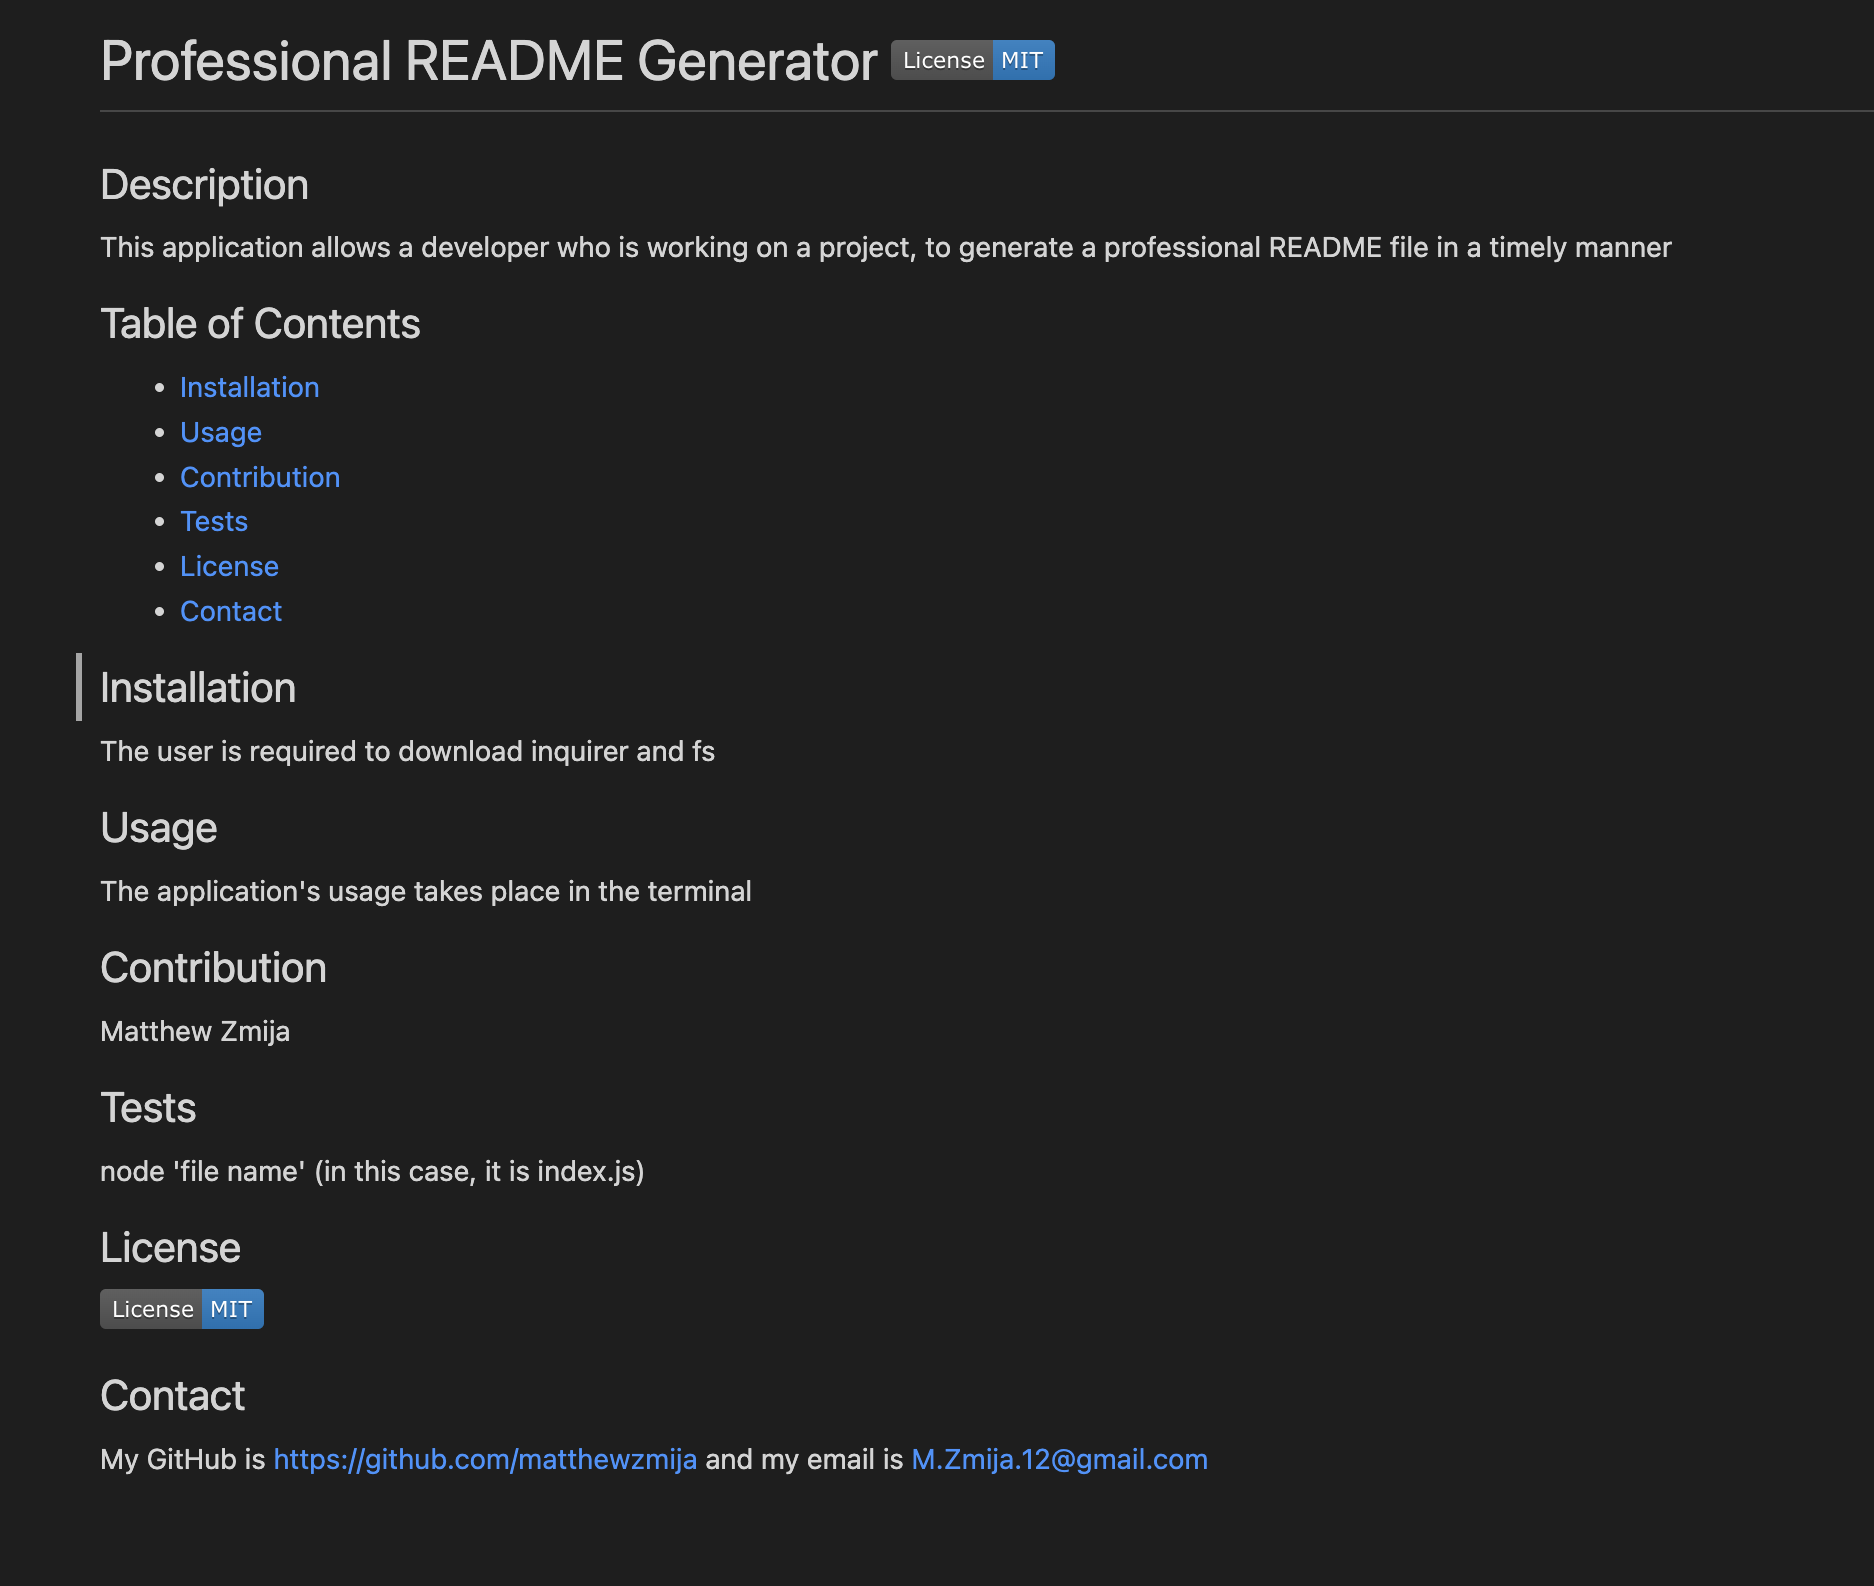 Professional README Generator License MIT
Description
This application allows a developer who is working on a project, to generate a professional README file in a timely manner
Table of Contents
Installation
Usage
Contribution
Tests
License
Contact
Installation
The user is required to download inquirer and fs
Usage
The application's usage takes place in the terminal
Contribution
Matthew Zmija
Tests
node 'file name' (in this case, it is index.js)
License
License MIT
Contact
My GitHub is https://github.com/matthewzmija and my email is M.Zmija.12@gmail.com